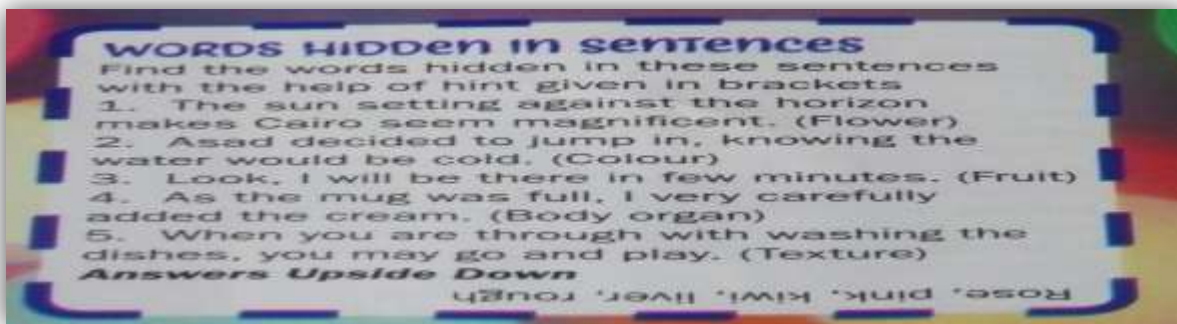 WORDS HIDDEN IN SENTENCES
Find the words hidden in these sentences
with the help of hint given in brackets
1. The sun setting against the horizon
makes Cairo seem magnificent. (Flower)
2. Asad decided to jump in, knowing the
water would be cold. (Colour)
3. Look, I will be there in few minutes. (Fruit)
4. As the mug was full, I very carefully
added the cream. (Body organ)
5. When you are through with washing the
dishes, you may go and play. (Texture)
Answers Upside Down
Rose, pink, kiwi, liver, rough